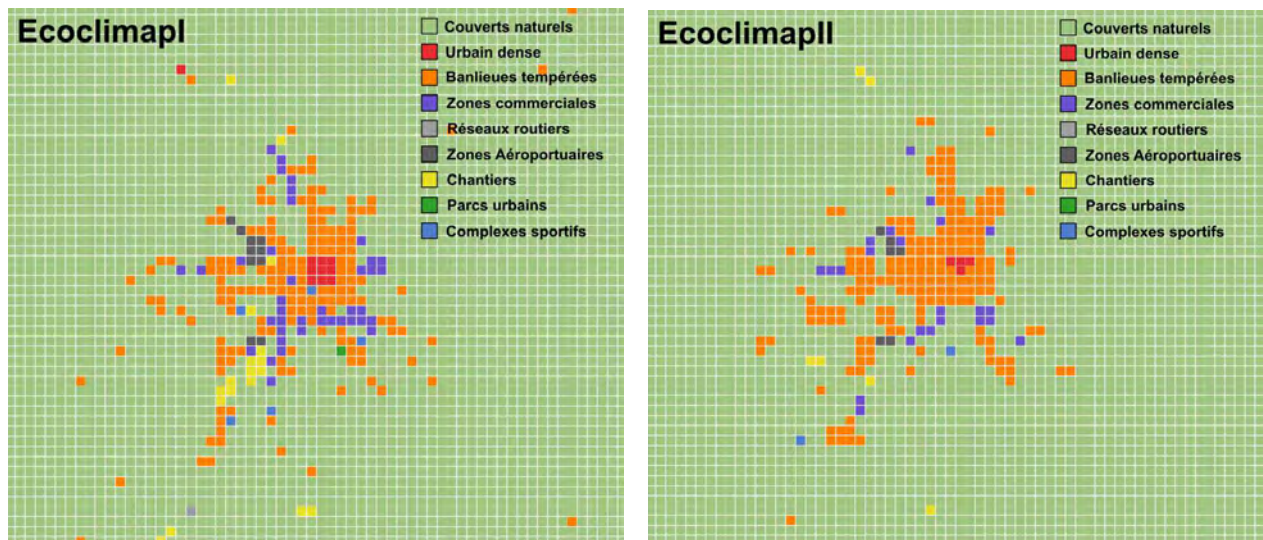 EcoclimapI
Couverts naturels
Urbain dense
Banlieues tempérées
Zones commerciales
Réseaux routiers
Zones Aéroportuaires
Chantiers
Parcs urbains
Complexes sportifs
EcoclimapII
Couverts naturels
Urbain dense
Banlieues tempérées
Zones commerciales
Réseaux routiers
Zones Aéroportuaires
Chantiers
Parcs urbains
Complexes sportifs